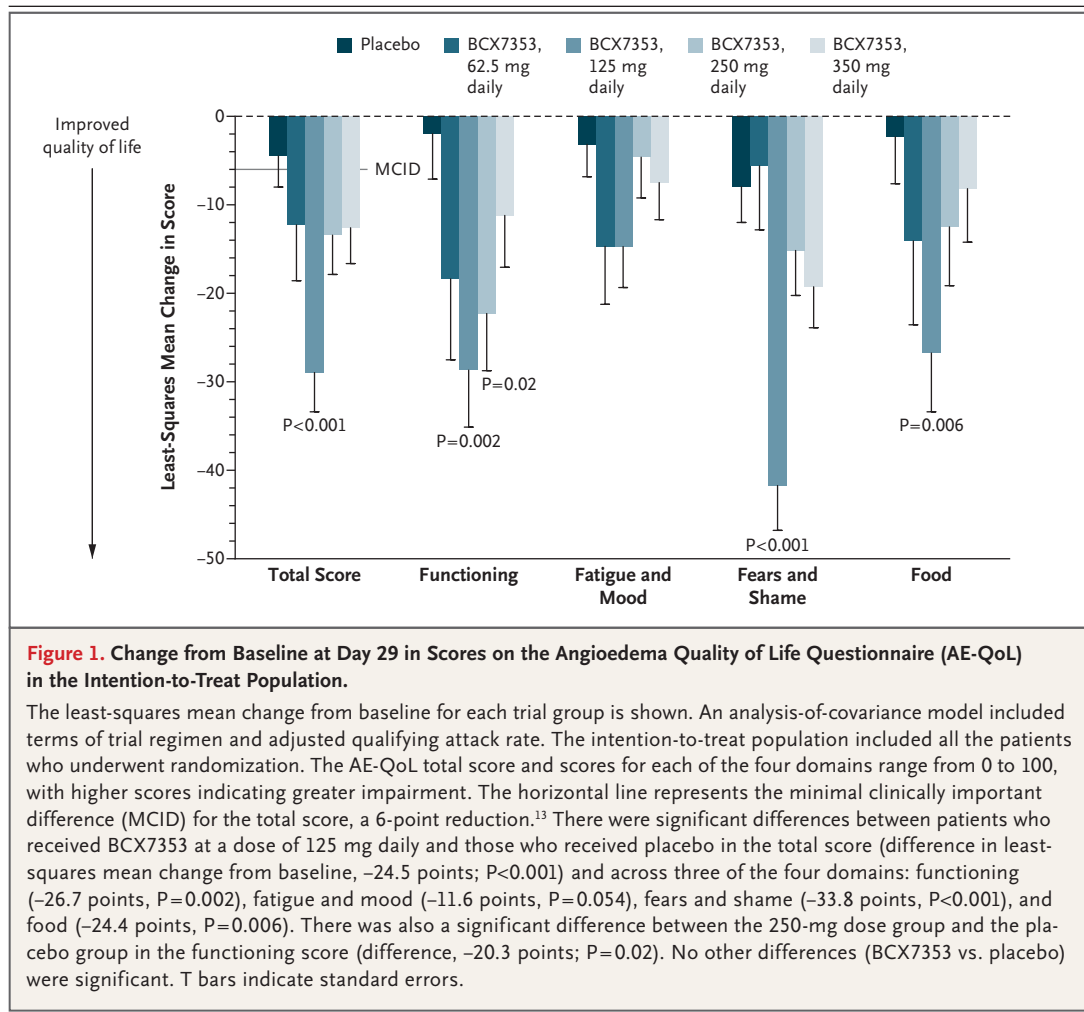 Placebo
BCX7353,
62.5 mg
daily
BCX7353,
125 mg
daily
BCX7353,
250 mg
daily
BCX7353,
350 mg
daily
Improved
quality of life
Least-Squares Mean Change in Score
0
–10
–20
–30
–40
–50
MCID
P<0.001
P=0.002
P=0.02
P<0.001
P=0.006
Total Score
Functioning
Fatigue and
Mood
Fears and
Shame
Food
Figure 1. Change from Baseline at Day 29 in Scores on the Angioedema Quality of Life Questionnaire (AE-QoL)
in the Intention-to-Treat Population.
The least-squares mean change from baseline for each trial group is shown. An analysis-of-covariance model included
terms of trial regimen and adjusted qualifying attack rate. The intention-to-treat population included all the patients
who underwent randomization. The AE-QoL total score and scores for each of the four domains range from 0 to 100,
with higher scores indicating greater impairment. The horizontal line represents the minimal clinically important
difference (MCID) for the total score, a 6-point reduction.13 There were significant differences between patients who
received BCX7353 at a dose of 125 mg daily and those who received placebo in the total score (difference in least-
squares mean change from baseline, –24.5 points; P<0.001) and across three of the four domains: functioning
(–26.7 points, P=0.002), fatigue and mood (–11.6 points, P=0.054), fears and shame (–33.8 points, P<0.001), and
food (–24.4 points, P=0.006). There was also a significant difference between the 250-mg dose group and the pla-
cebo group in the functioning score (difference, –20.3 points; P=0.02). No other differences (BCX7353 vs. placebo)
were significant. T bars indicate standard errors.